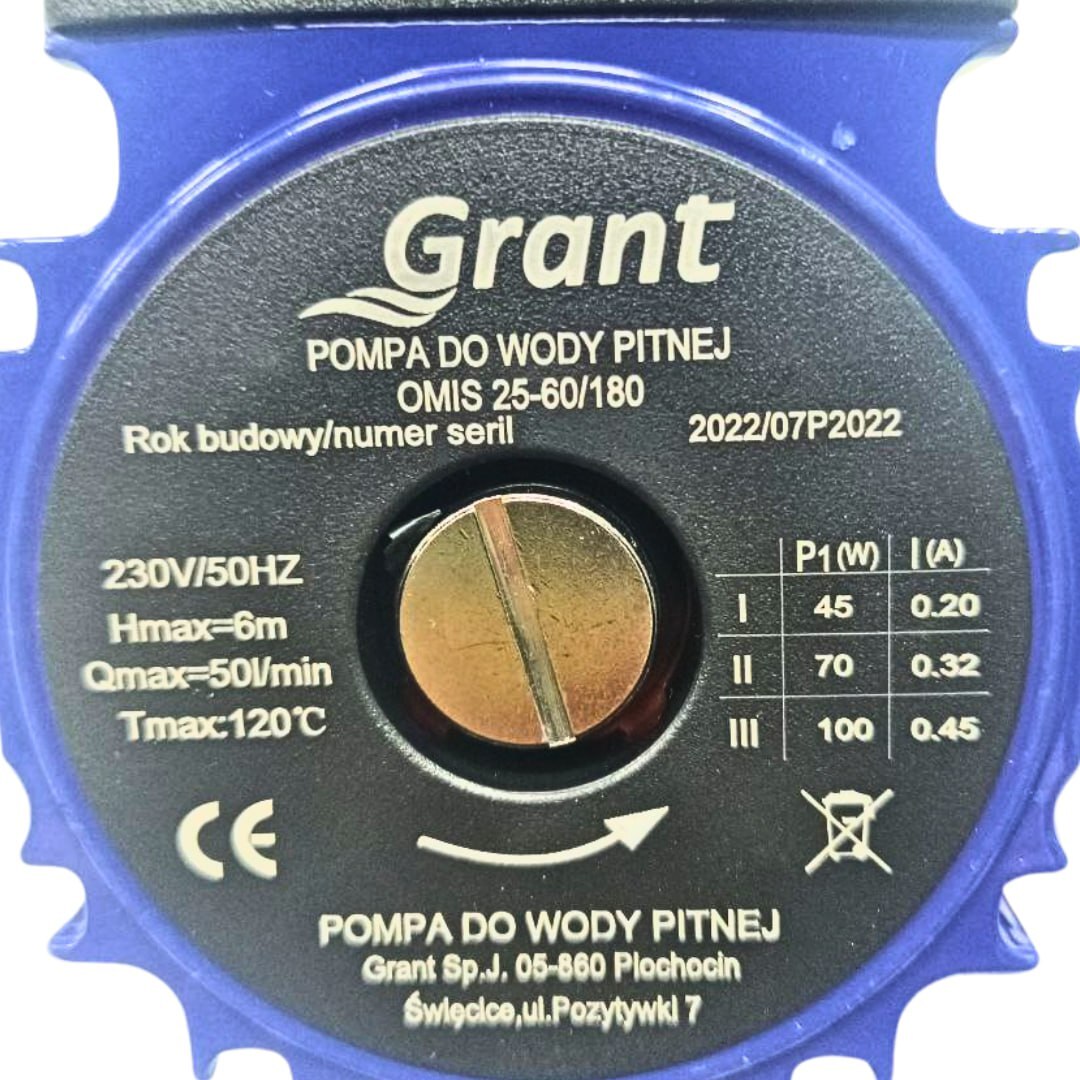 Grant
POMPA DO WODY PITNEJ
OMIS 25-60/180
Rok budowy/numer seril 2022/07P2022
230V/50HZ
Hmax=6m
Qmax=50l/min
Tmax:120℃
P1(W) I(A)
I 45 0.20
II 70 0.32
III 100 0.45
CE
POMPA DO WODY PITNEJ
Grant Sp.J. 05-860 Plochocin
Święcice,ul.Pozytywki 7